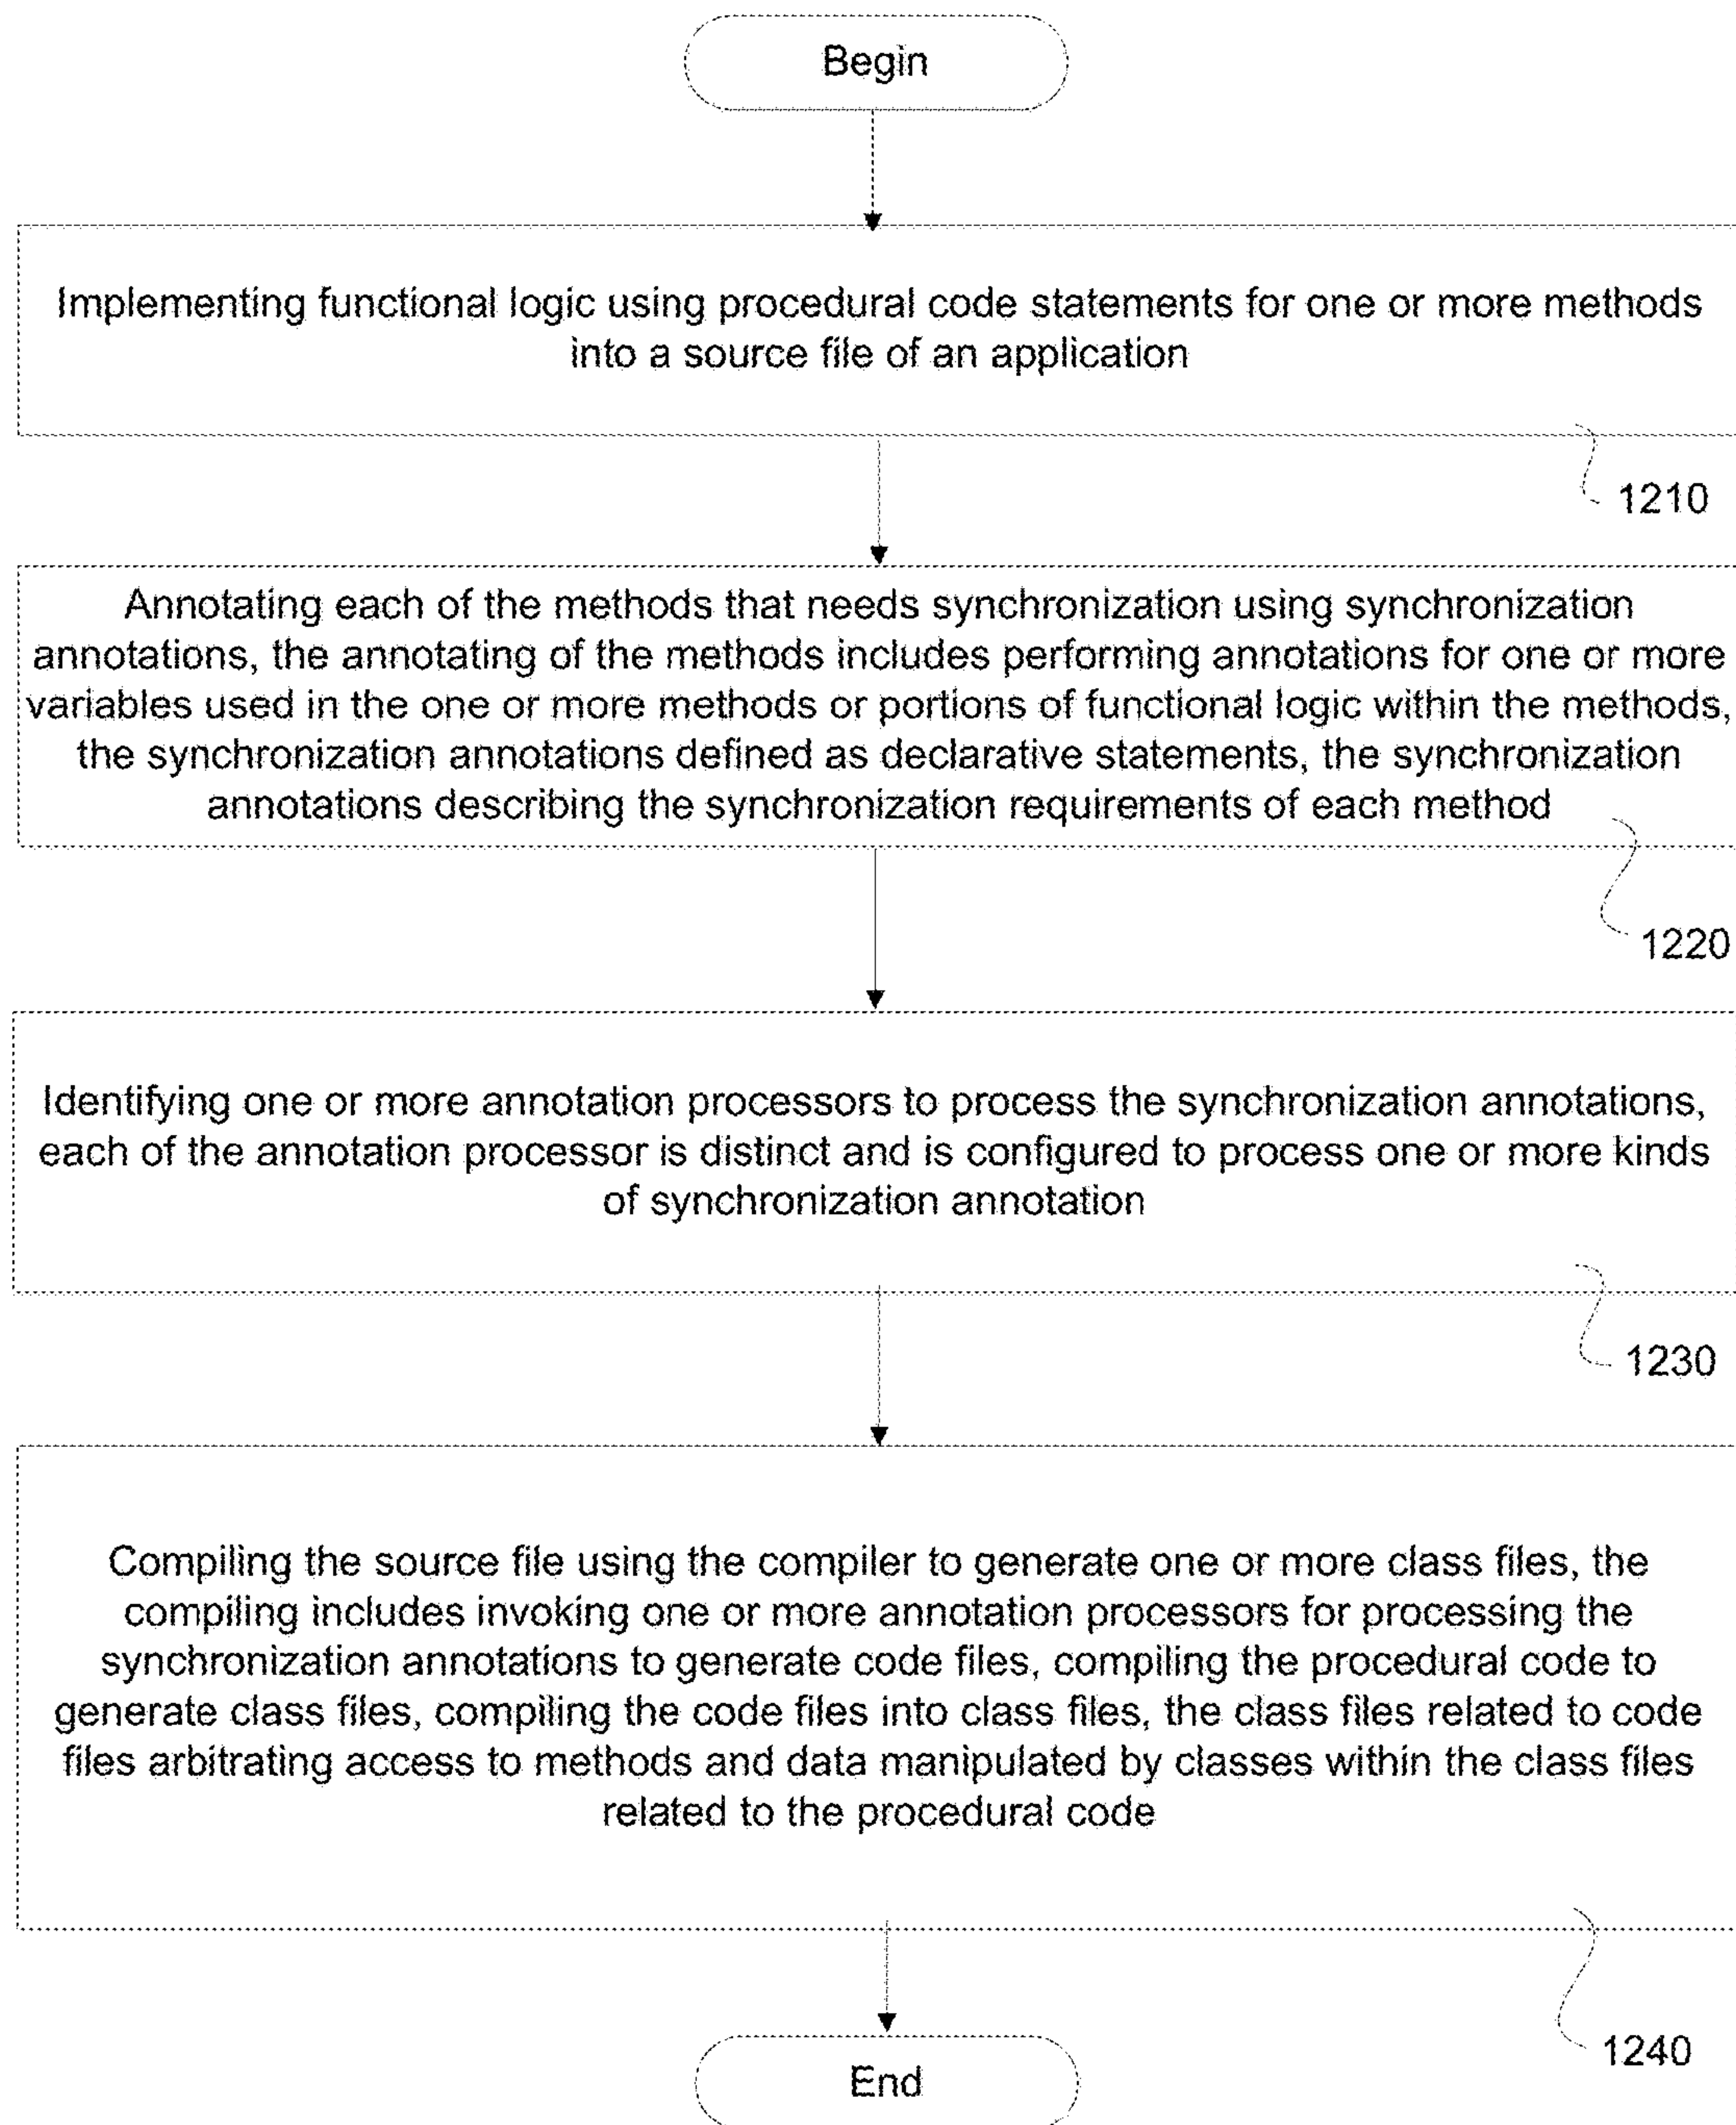 Begin
Implementing functional logic using procedural code statements for one or more methods
into a source file of an application
1210
Annotating each of the methods that needs synchronization using synchronization
annotations, the annotating of the methods includes performing annotations for one or more
variables used in the one or more methods or portions of functional logic within the methods,
the synchronization annotations defined as declarative statements, the synchronization
annotations describing the synchronization requirements of each method
1220
Identifying one or more annotation processors to process the synchronization annotations,
each of the annotation processor is distinct and is configured to process one or more kinds
of synchronization annotation
1230
Compiling the source file using the compiler to generate one or more class files, the
compiling includes invoking one or more annotation processors for processing the
synchronization annotations to generate code files, compiling the procedural code to
generate class files, compiling the code files into class files, the class files related to code
files arbitrating access to methods and data manipulated by classes within the class files
related to the procedural code
1240
End